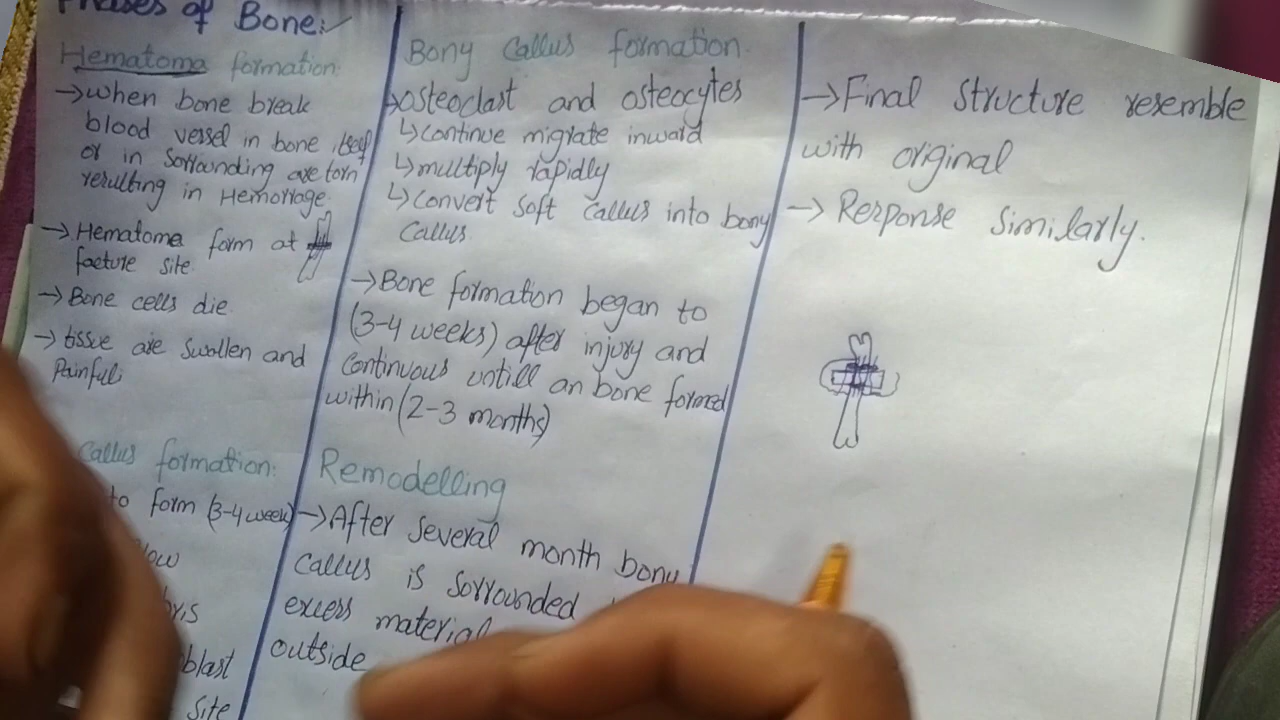 Phases of Bone:
Hematoma formation:
→when bone break
blood vessel in bone itself
or in sorrounding are torn
resulting in Hemorrage.
→Hematoma form at
facture site.
→Bone cells die.
→tissue are swollen and
Painful;
Callus formation:
to form (3-4 week)
low
blast
site
Bony Callus formation
→osteoclast and osteocytes
↳continue migrate inward
↳multiply rapidly
↳convert soft callus into bony
Callus.
→Bone formation began to
(3-4 weeks) after injury and
continuous untill an bone formed
within (2-3 months)
Remodelling
→After several month bony
callus is sorrounded
excess material
outside
→Final structure resemble
with original
→ Response similarly.